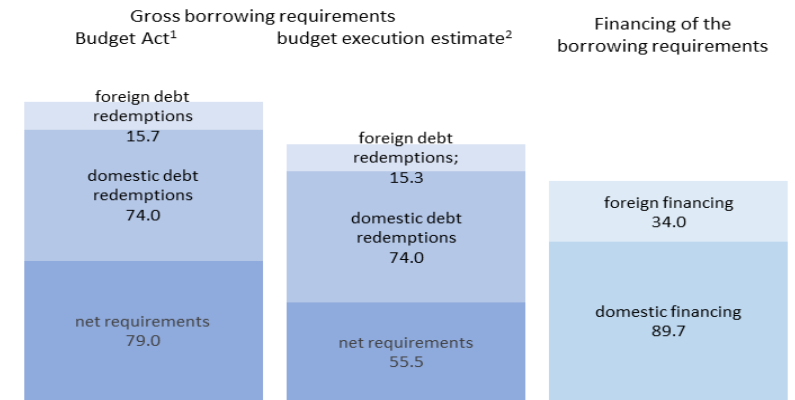 Gross borrowing requirements
Budget Act¹
budget execution estimate²
Financing of the
borrowing requirements
foreign debt
redemptions
15.7
domestic debt
redemptions
74.0
net requirements
79.0
foreign debt
redemptions;
15.3
domestic debt
redemptions
74.0
net requirements
55.5
foreign financing
34.0
domestic financing
89.7